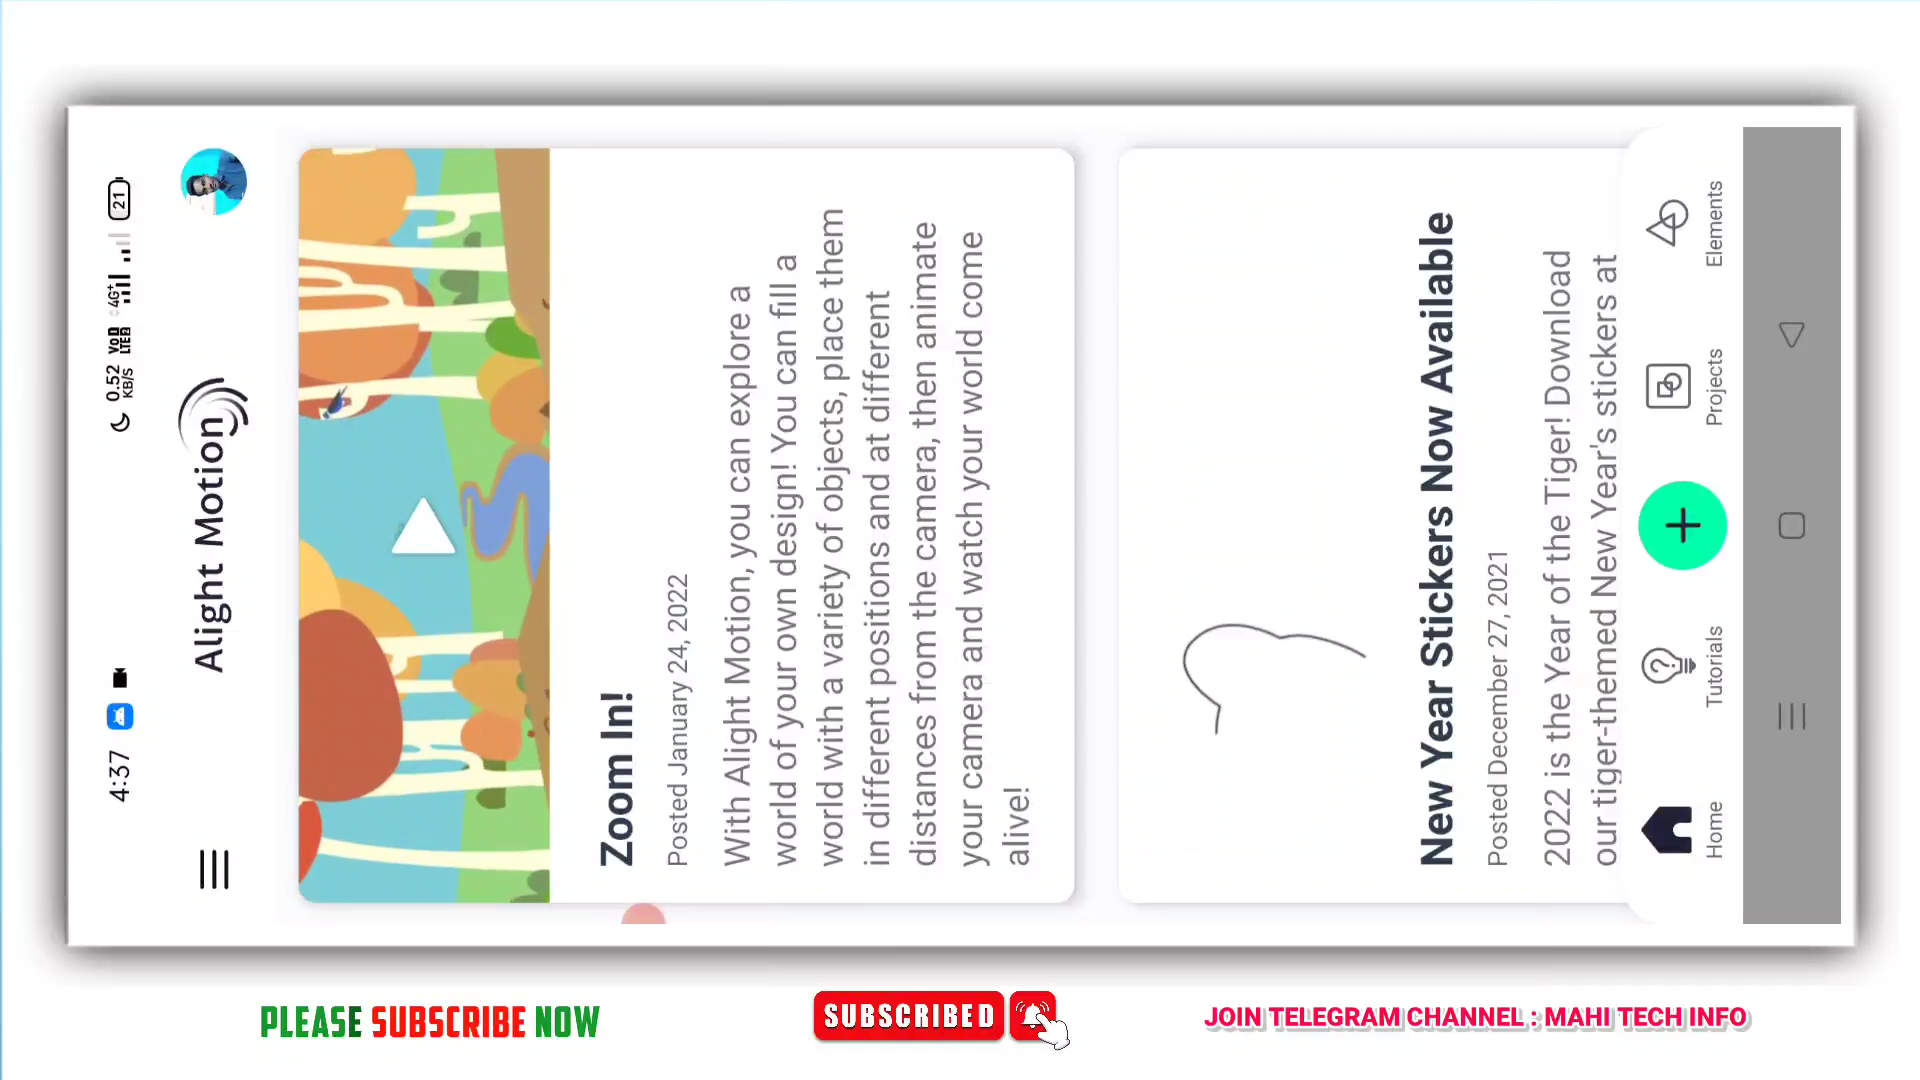 4:37
0.52
KB/S
VoD
LTE2
4G+
21
Alight Motion
Zoom In!
Posted January 24, 2022
With Alight Motion, you can explore a
world of your own design! You can fill a
world with a variety of objects, place them
in different positions and at different
distances from the camera, then animate
your camera and watch your world come
alive!
New Year Stickers Now Available
Posted December 27, 2021
2022 is the Year of the Tiger! Download
our tiger-themed New Year's stickers at
Home
Tutorials
Projects
Elements
PLEASE SUBSCRIBE NOW
SUBSCRIBED
JOIN TELEGRAM CHANNEL : MAHI TECH INFO